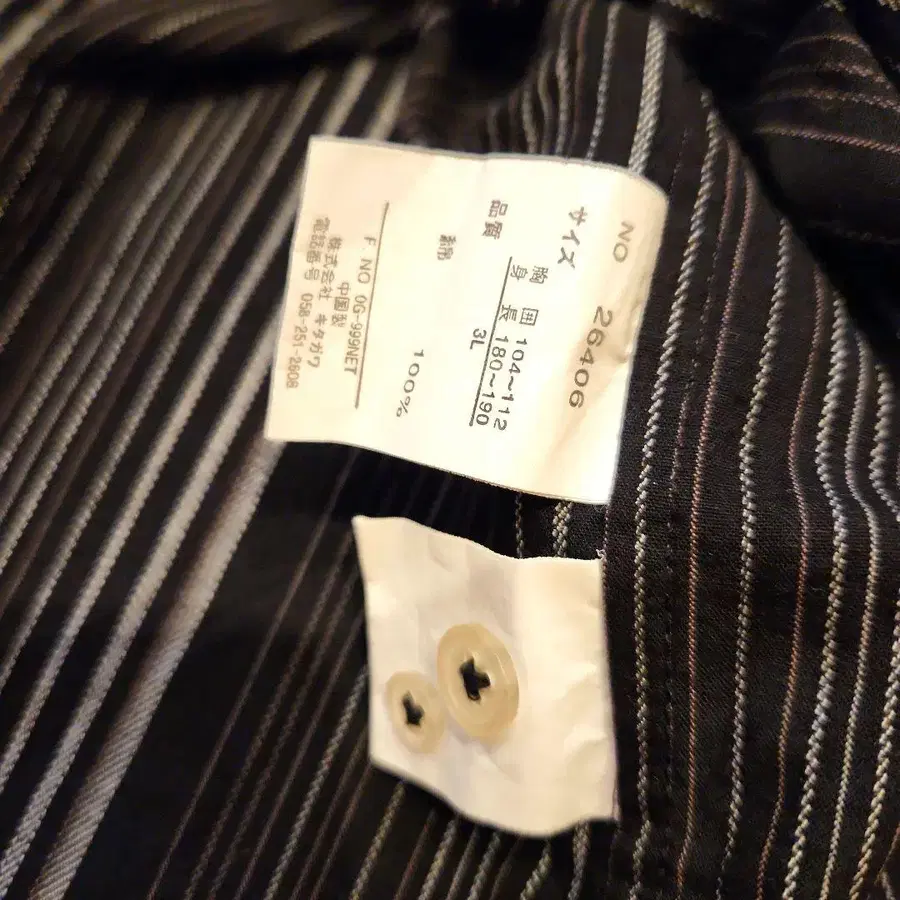 NO 26406
サイズ
胸囲 104~112
身長 180~190
3L
品質
綿 100%
F.NO OG-999NET
中国製
株式会社 キタガワ
電話番号 058-251-2608